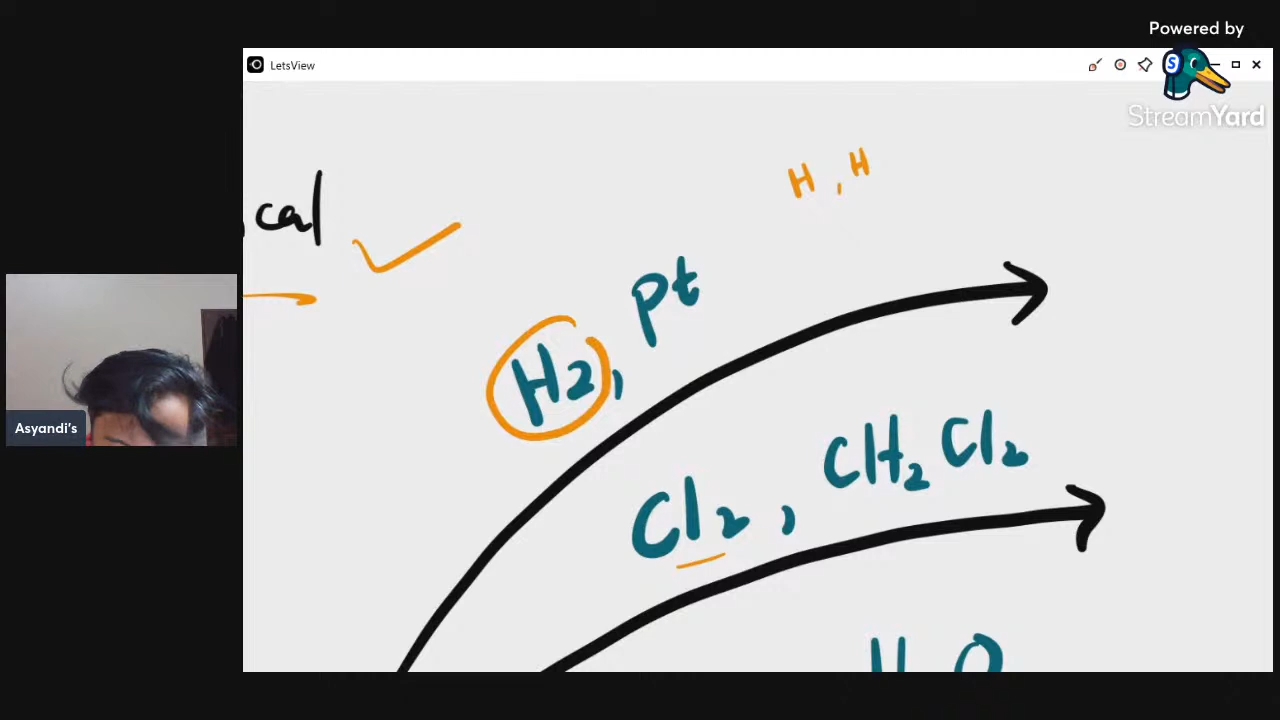 Powered by
LetsView
StreamYard
H, H
cal
pt
H2,
CH2Cl2
Cl2,
Asyandi's